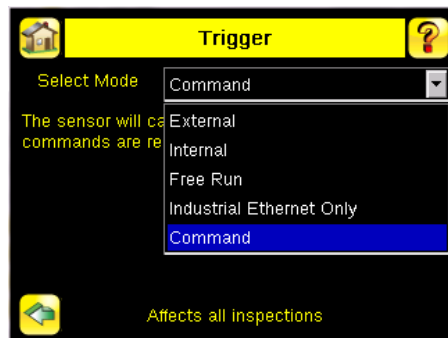 Trigger
?
Select Mode Command
The sensor will ca
commands are re
External
Internal
Free Run
Industrial Ethernet Only
Command
Affects all inspections